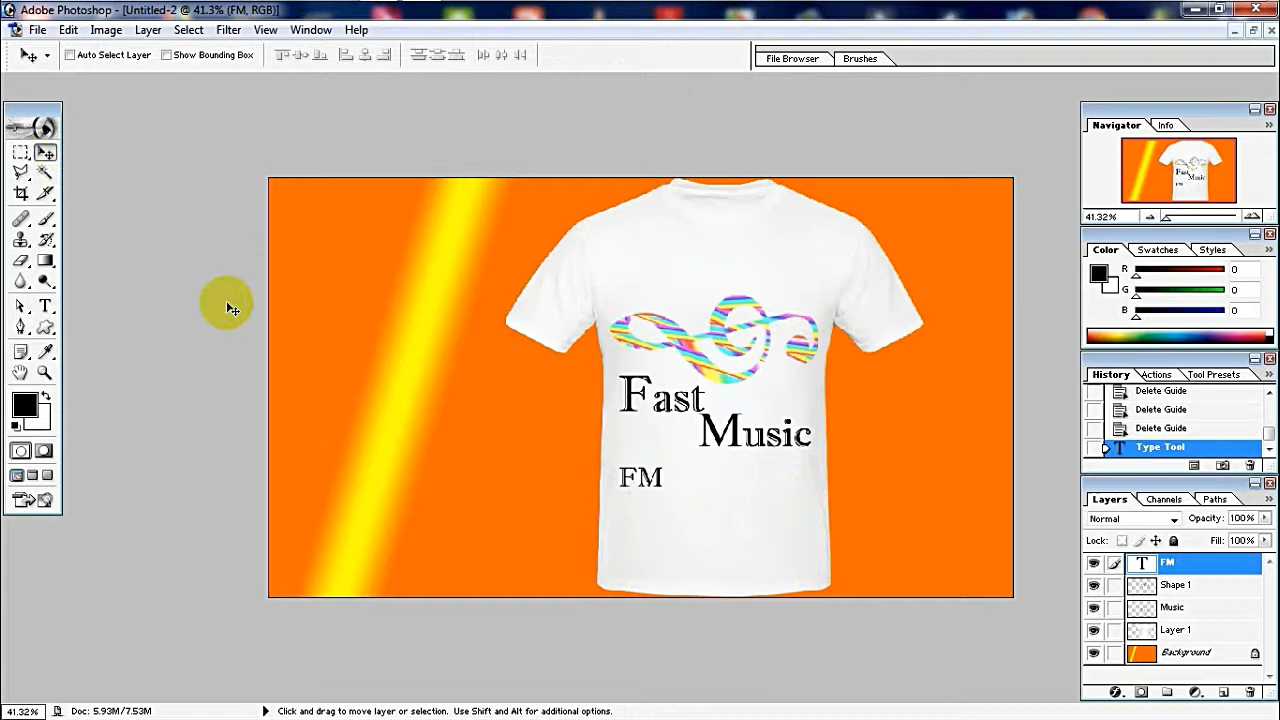 Adobe Photoshop - [Untitled-2 @ 41.3% (FM, RGB)]
File Edit Image Layer Select Filter View Window Help
Auto Select Layer Show Bounding Box
File Browser Brushes
Navigator Info
Fast
Music
FM
41.32%
Color Swatches Styles
R 0
G 0
B 0
Fast
Music
FM
History Actions Tool Presets
Delete Guide
Delete Guide
Delete Guide
T Type Tool
Layers Channels Paths
Normal Opacity: 100%
Lock: Fill: 100%
T FM
Shape 1
Music
Layer 1
Background
41.32% Doc: 5.93M/7.53M Click and drag to move layer or selection. Use Shift and Alt for additional options.